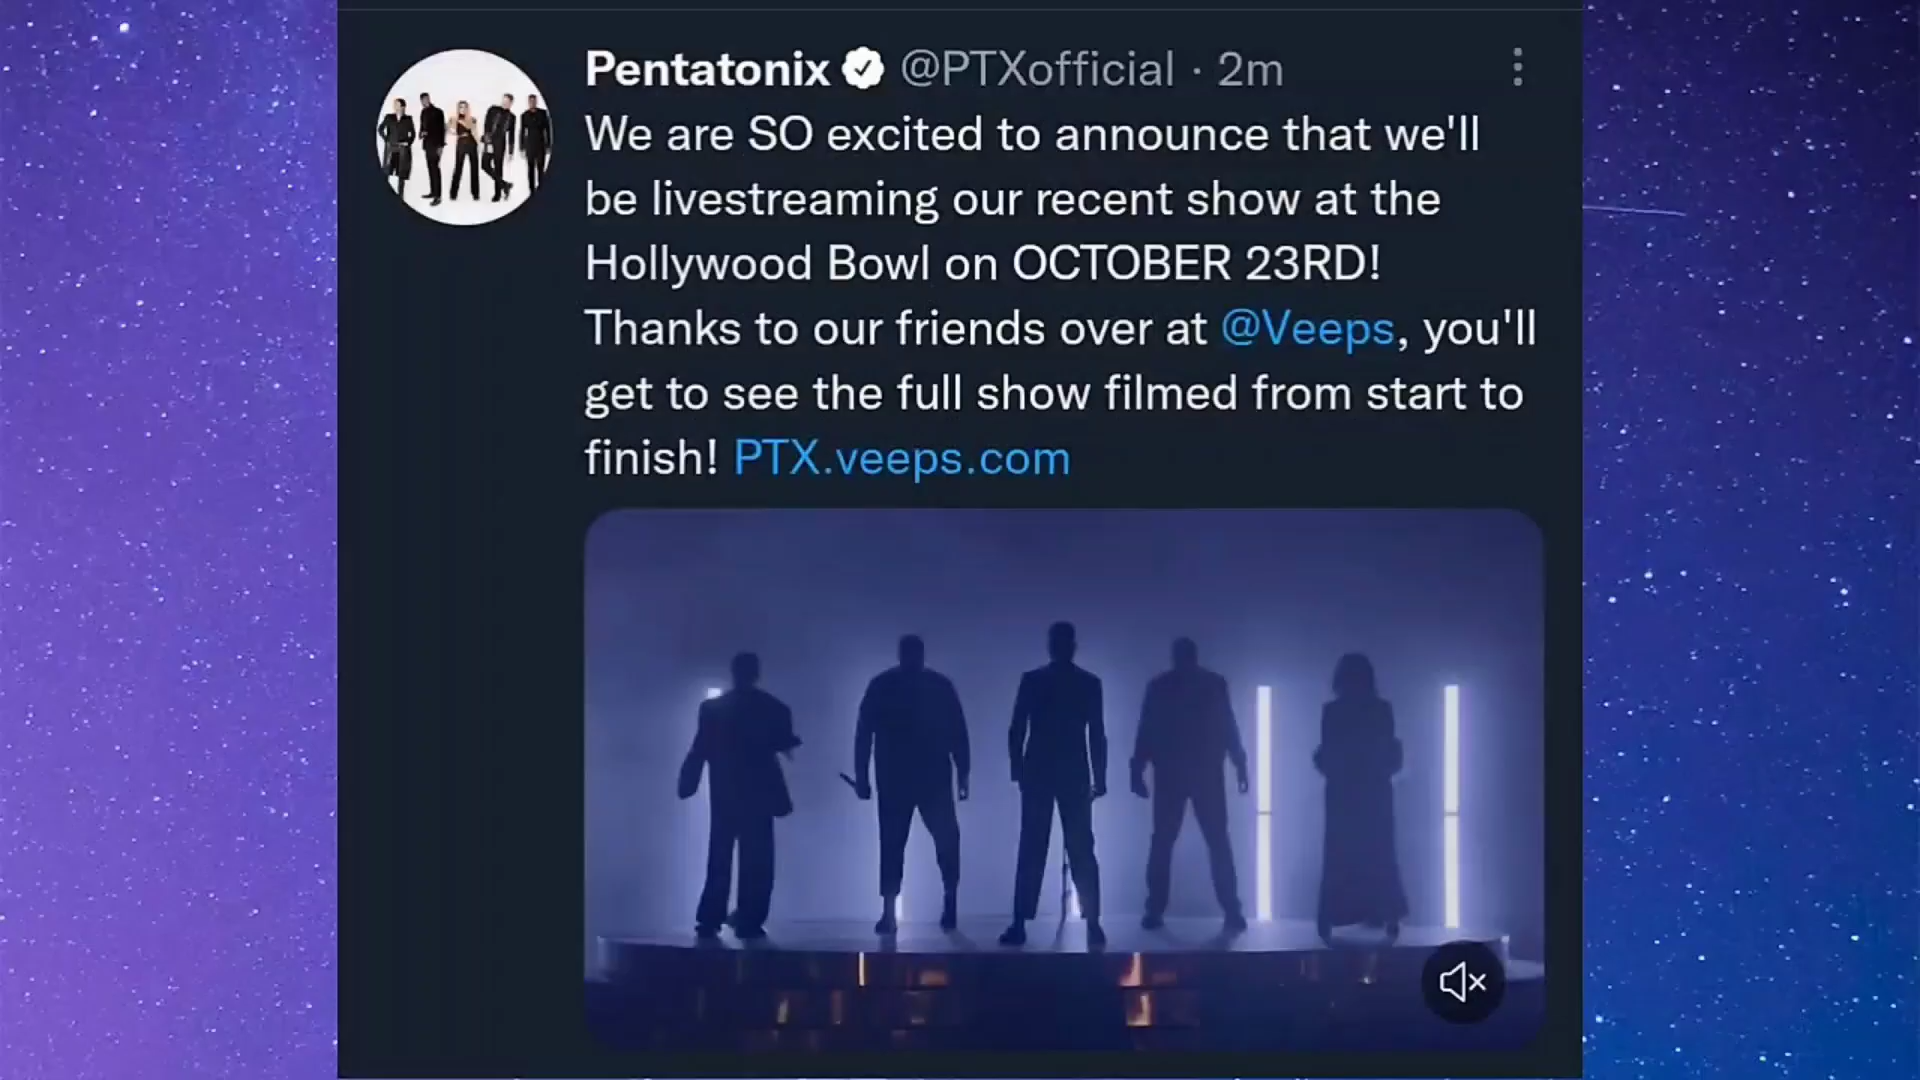 Pentatonix @PTXofficial · 2m
We are SO excited to announce that we'll
be livestreaming our recent show at the
Hollywood Bowl on OCTOBER 23RD!
Thanks to our friends over at @Veeps, you'll
get to see the full show filmed from start to
finish! PTX.veeps.com